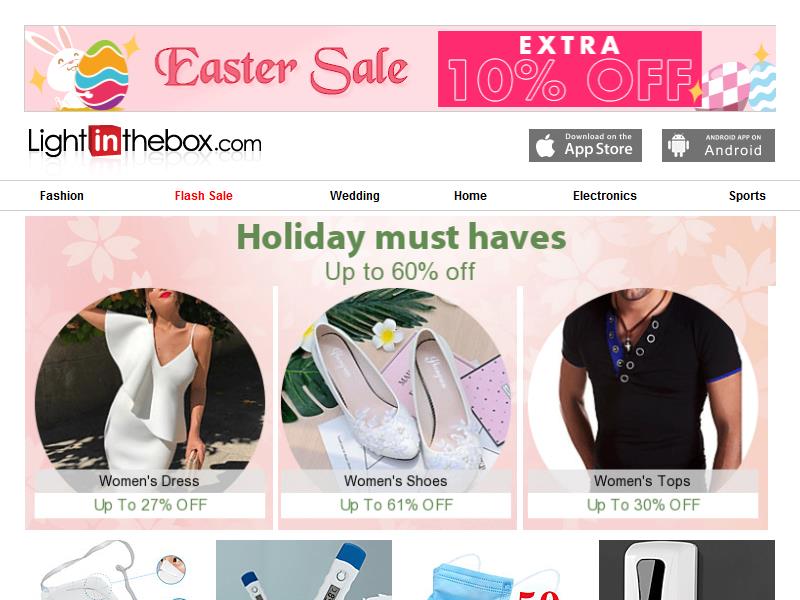 Easter Sale
EXTRA
10% OFF
Lightinthebox.com
Download on the
App Store
ANDROID APP ON
Android
Fashion Flash Sale Wedding Home Electronics Sports
Holiday must haves
Up to 60% off
Women's Dress
Up To 27% OFF
Women's Shoes
Up To 61% OFF
Women's Tops
Up To 30% OFF
50